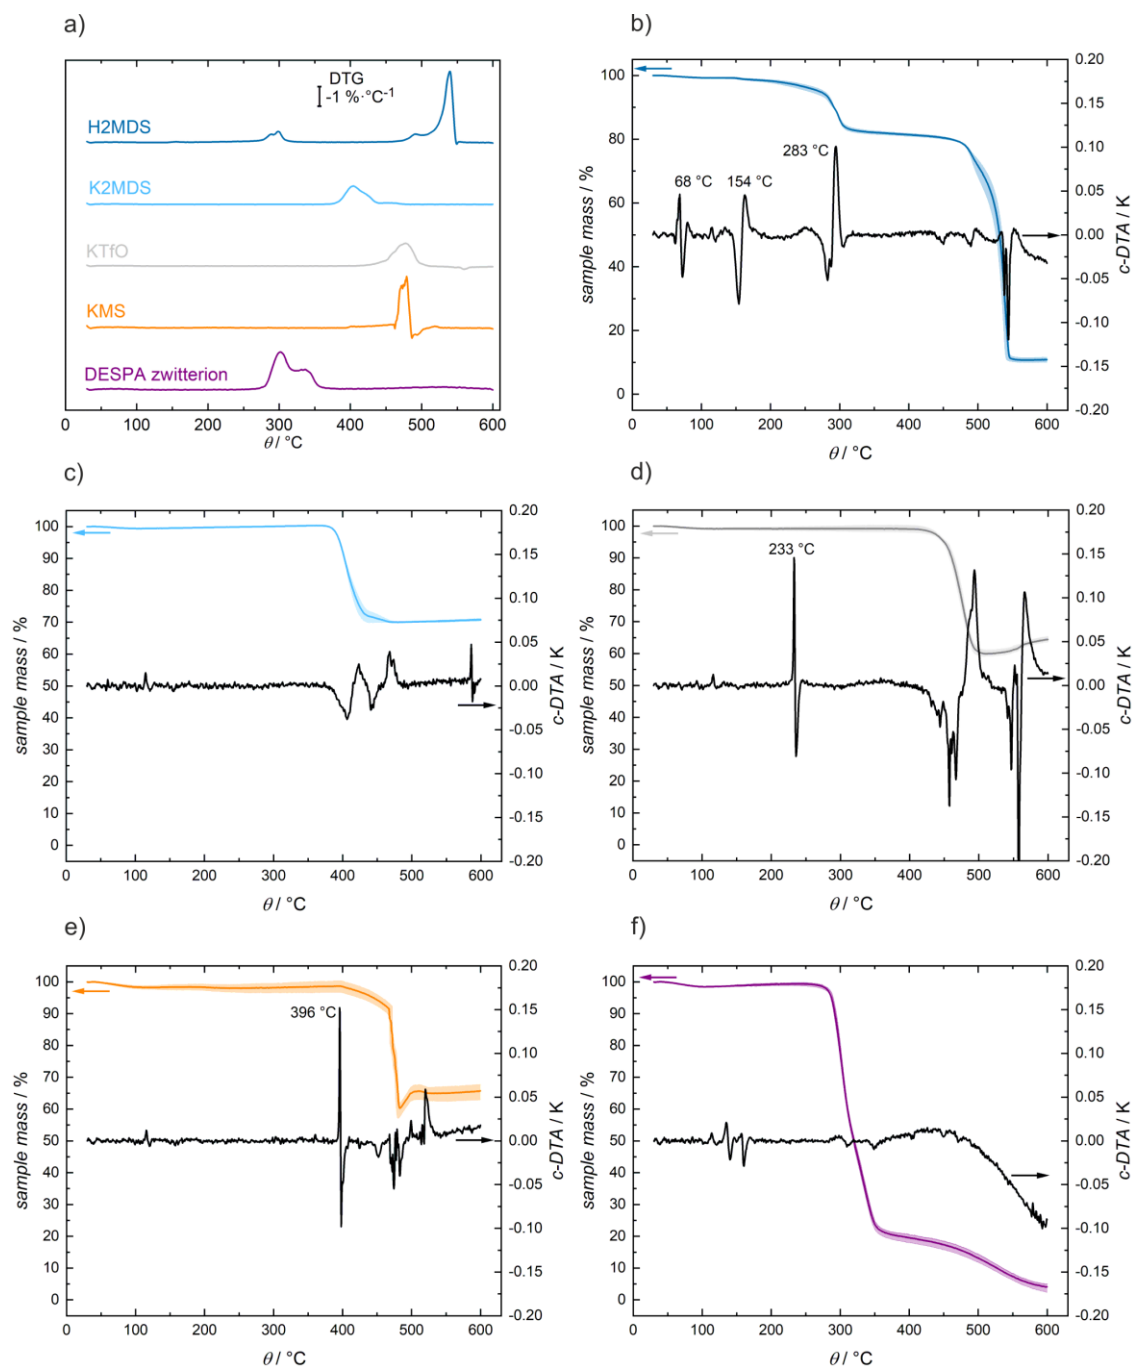 a)
DTG
-1 %·°C⁻¹
H2MDS
K2MDS
KTfO
KMS
DESPA zwitterion
0 100 200 300 400 500 600
θ / °C
b)
100
80
60
40
20
0
sample mass / %
68 °C
154 °C
283 °C
0.20
0.15
0.10
0.05
0.00
-0.05
-0.10
-0.15
-0.20
c-DTA / K
0 100 200 300 400 500 600
θ / °C
c)
100
90
80
70
60
50
40
30
20
10
0
sample mass / %
0.20
0.15
0.10
0.05
0.00
-0.05
-0.10
-0.15
-0.20
c-DTA / K
0 100 200 300 400 500 600
θ / °C
d)
100
90
80
70
60
50
40
30
20
10
0
sample mass / %
233 °C
0.20
0.15
0.10
0.05
0.00
-0.05
-0.10
-0.15
-0.20
c-DTA / K
0 100 200 300 400 500 600
θ / °C
e)
100
90
80
70
60
50
40
30
20
10
0
sample mass / %
396 °C
0.20
0.15
0.10
0.05
0.00
-0.05
-0.10
-0.15
-0.20
c-DTA / K
0 100 200 300 400 500 600
θ / °C
f)
100
90
80
70
60
50
40
30
20
10
0
sample mass / %
0.20
0.15
0.10
0.05
0.00
-0.05
-0.10
-0.15
-0.20
c-DTA / K
0 100 200 300 400 500 600
θ / °C